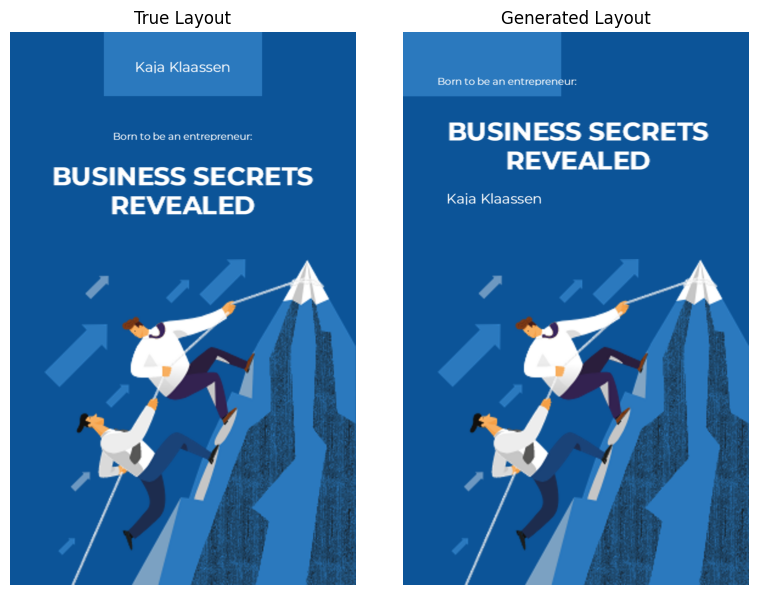 True Layout
Kaja Klaassen
Born to be an entrepreneur:
BUSINESS SECRETS
REVEALED
Generated Layout
Born to be an entrepreneur:
BUSINESS SECRETS
REVEALED
Kaja Klaassen